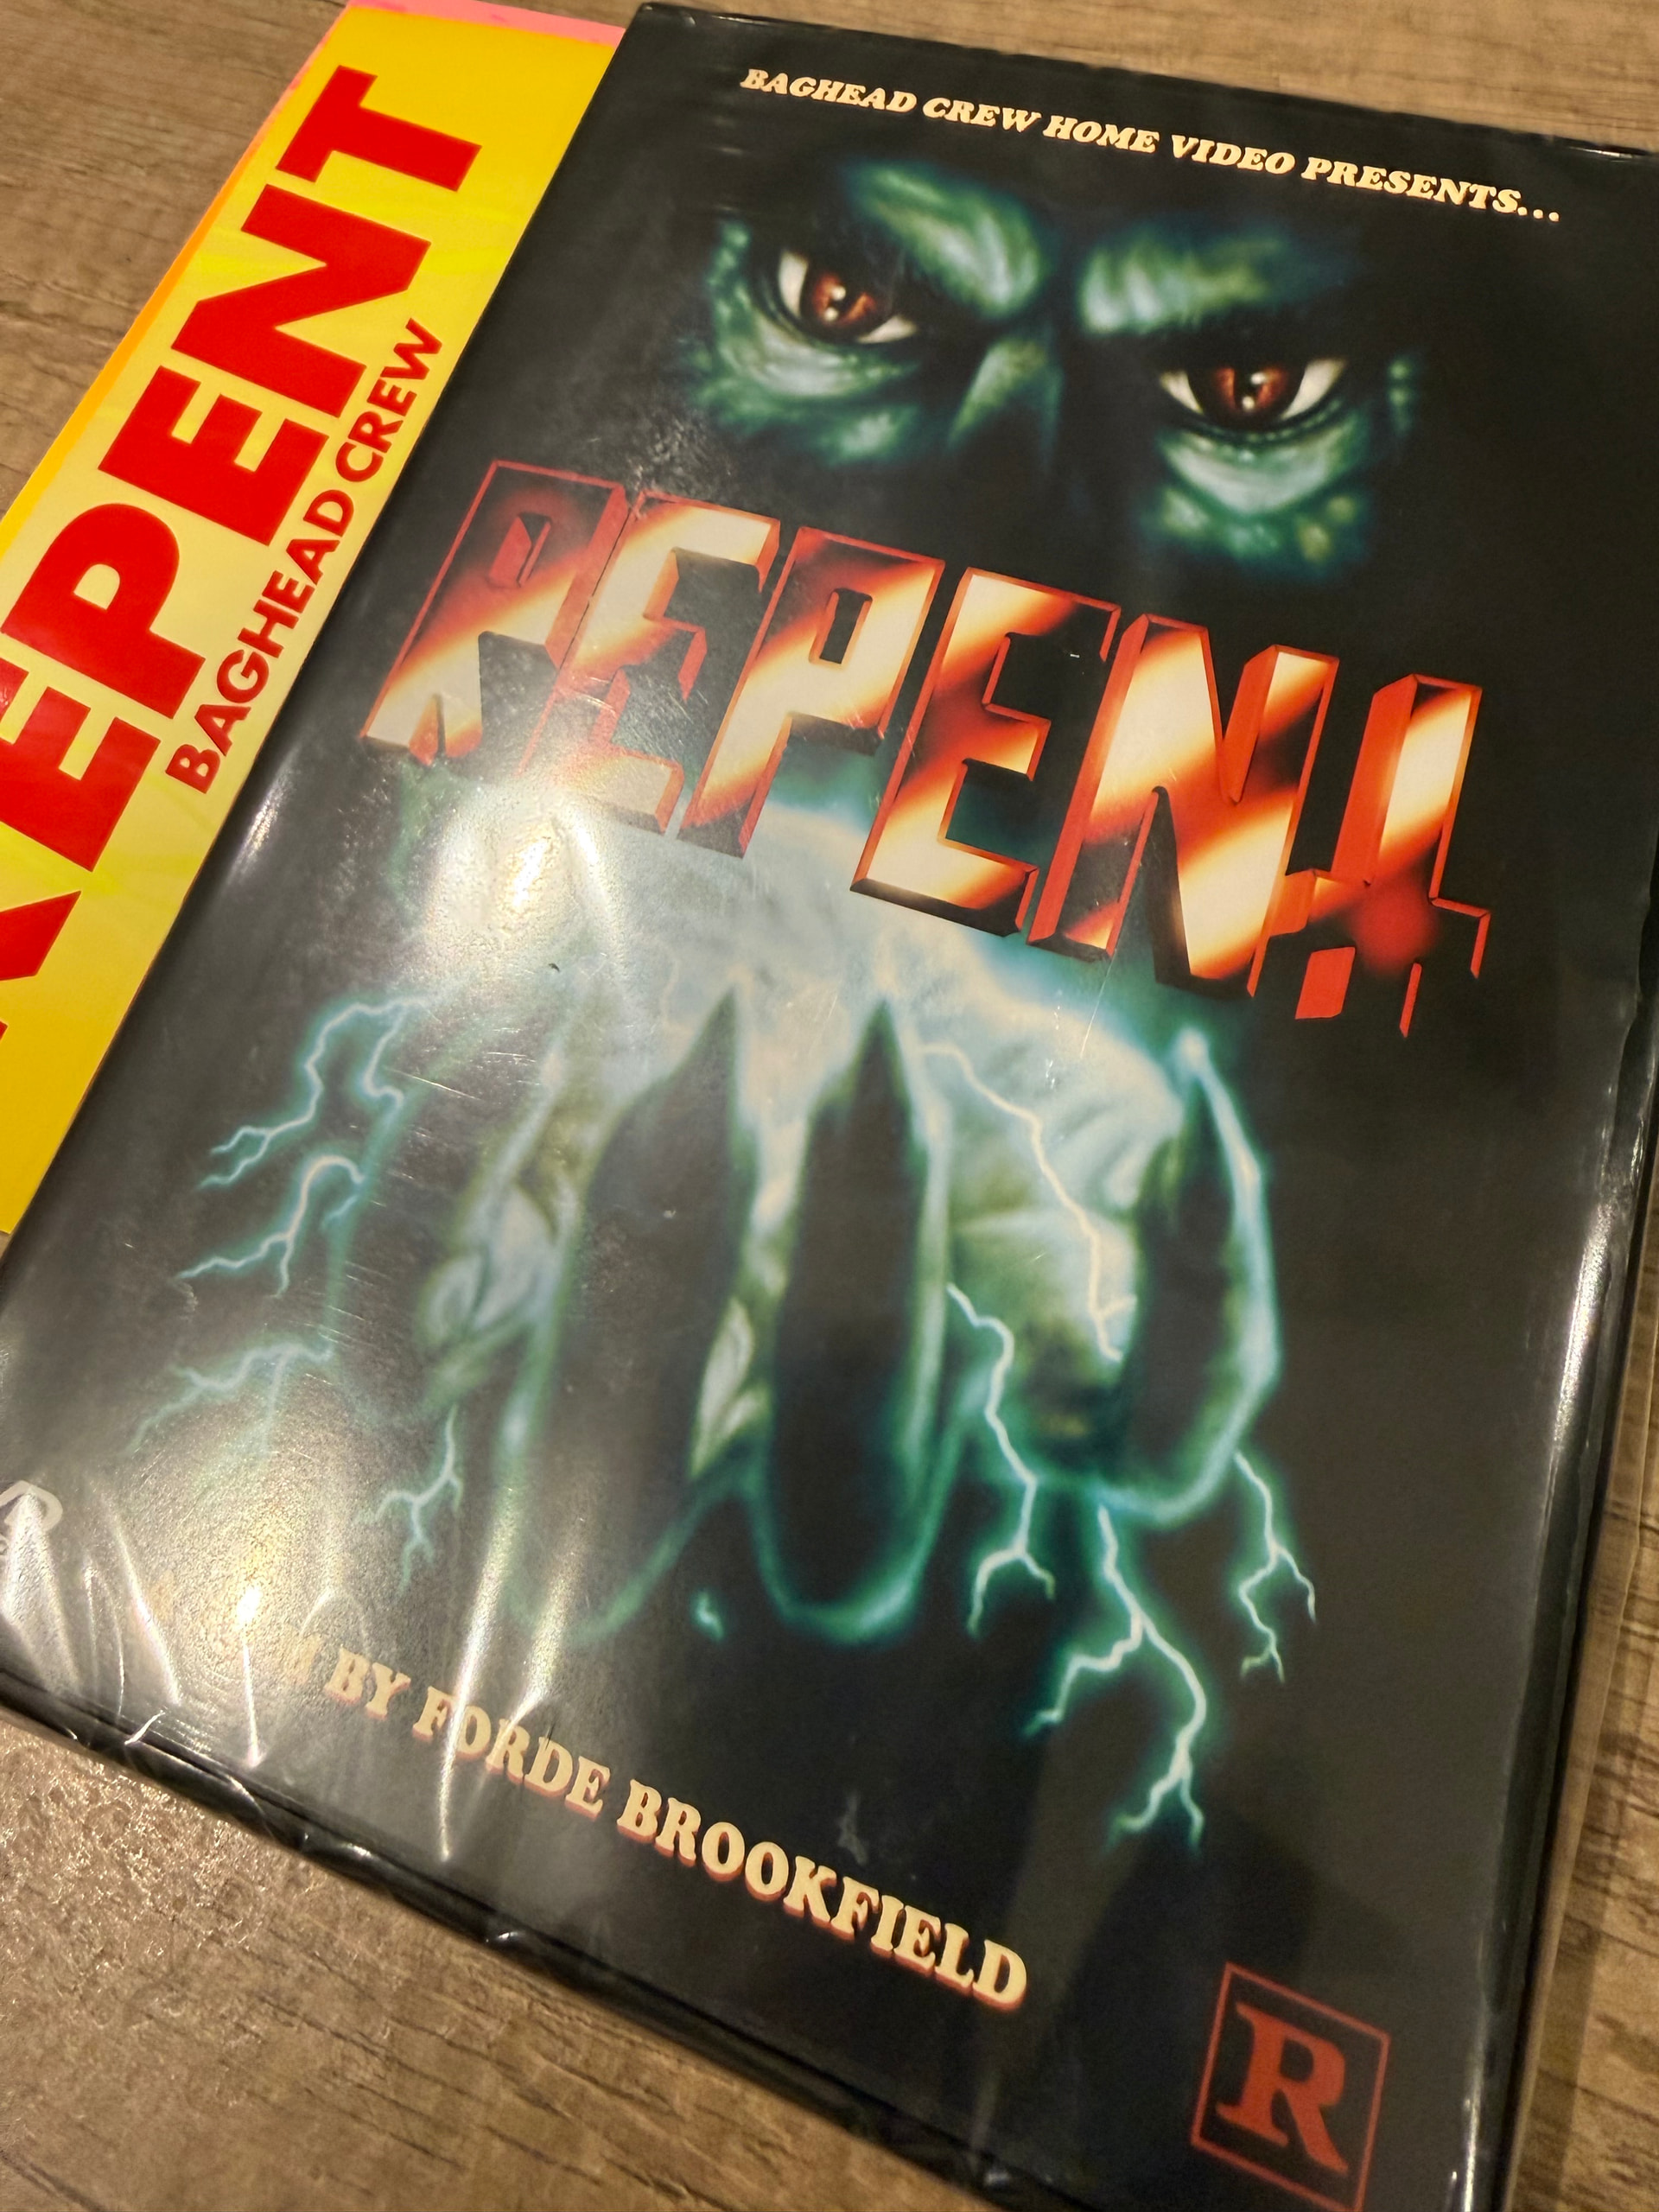 REPENT
BAGHEAD CREW
BAGHEAD CREW HOME VIDEO PRESENTS...
REPENT
BY FORDE BROOKFIELD
R